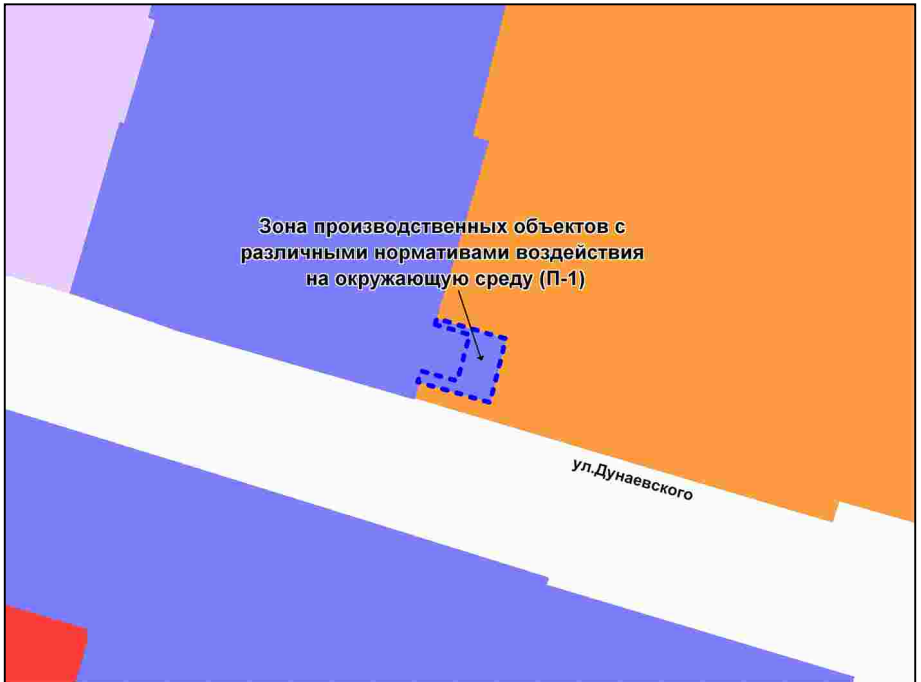 Зона производственных объектов с
различными нормативами воздействия
на окружающую среду (П-1)
ул.Дунаевского